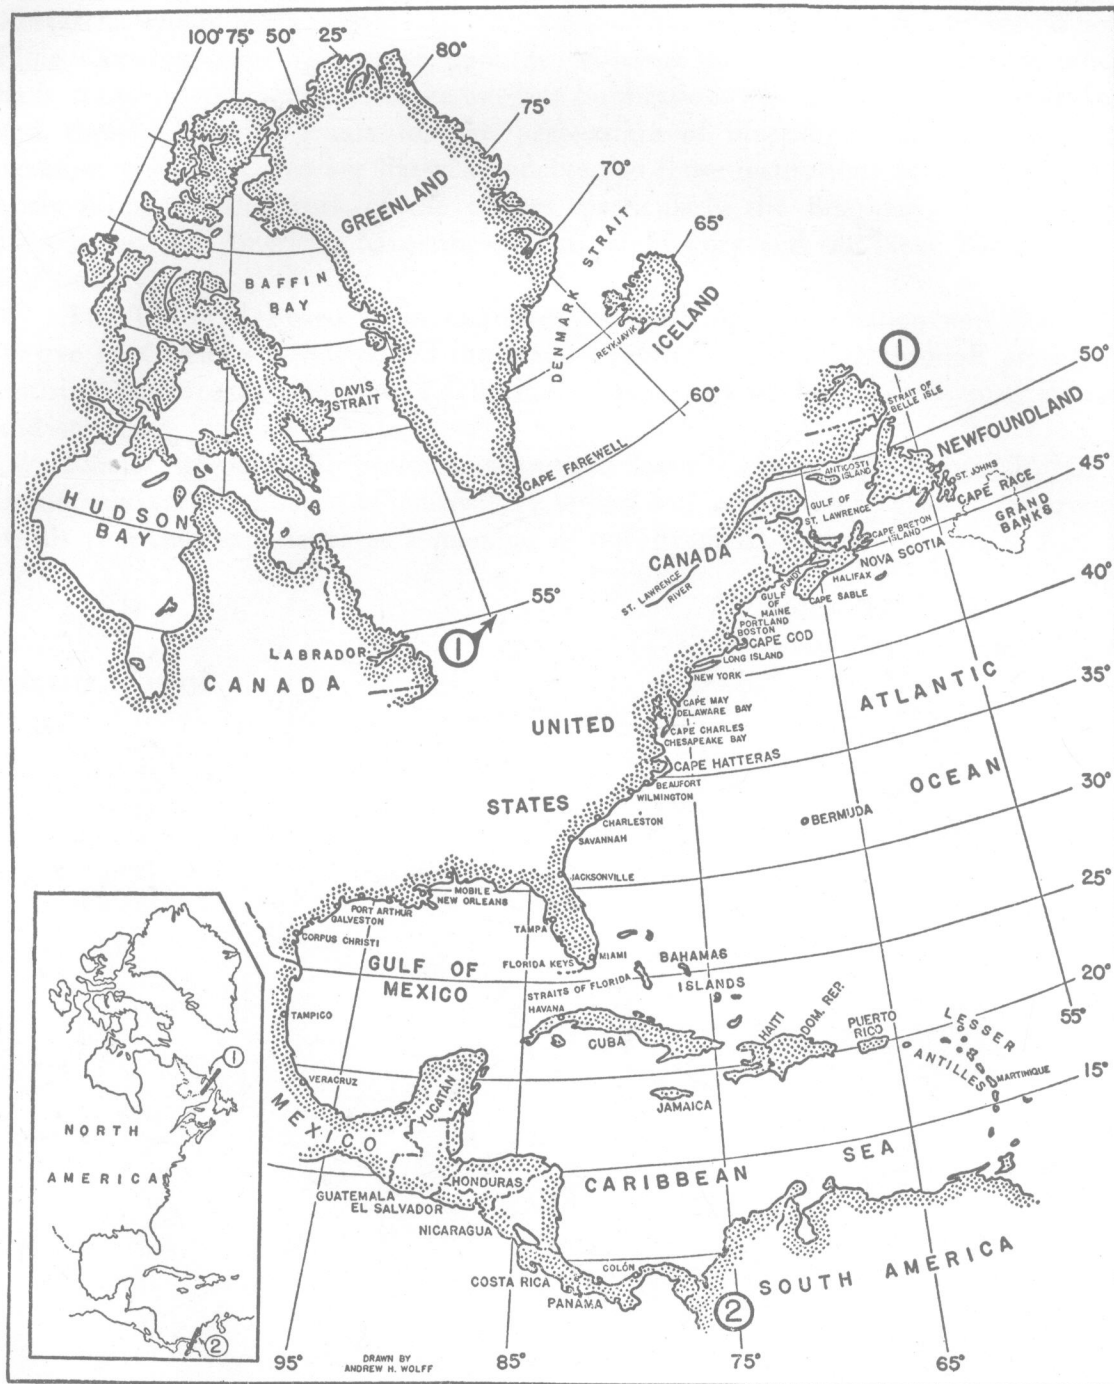 100° 75° 50° 25° 80°
75°
70°
65°
60°
55°
GREENLAND
BAFFIN
BAY
DAVIS
STRAIT
DENMARK STRAIT
REYKJAVIK
ICELAND
CAPE FAREWELL
HUDSON
BAY
LABRADOR
CANADA
1
1
50°
STRAIT OF
BELLE ISLE
NEWFOUNDLAND
45°
ANTICOSTI
ISLAND
ST. JOHNS
CAPE RACE
GRAND
BANKS
GULF OF
ST. LAWRENCE
CAPE BRETON
ISLAND
NOVA SCOTIA
CANADA
ST. LAWRENCE
RIVER
FUNDY
HALIFAX
CAPE SABLE
GULF
OF
MAINE
PORTLAND
BOSTON
CAPE COD
LONG ISLAND
NEW YORK
40°
35°
30°
25°
20°
15°
ATLANTIC
OCEAN
UNITED
STATES
CAPE MAY
DELAWARE BAY
CAPE CHARLES
CHESAPEAKE BAY
CAPE HATTERAS
BEAUFORT
WILMINGTON
CHARLESTON
SAVANNAH
JACKSONVILLE
BERMUDA
MOBILE
NEW ORLEANS
PORT ARTHUR
GALVESTON
CORPUS CHRISTI
TAMPA
MIAMI
FLORIDA KEYS
GULF OF
MEXICO
STRAITS OF FLORIDA
BAHAMAS
ISLANDS
HAVANA
CUBA
TAMPICO
VERACRUZ
MEXICO
YUCATÁN
JAMAICA
HAITI
DOM. REP.
PUERTO
RICO
LESSER
ANTILLES
MARTINIQUE
55°
CARIBBEAN SEA
HONDURAS
GUATEMALA
EL SALVADOR
NICARAGUA
COSTA RICA
PANAMA
COLÓN
SOUTH AMERICA
2
95° 85° 75° 65°
DRAWN BY
ANDREW H. WOLFF
NORTH
AMERICA
1
2